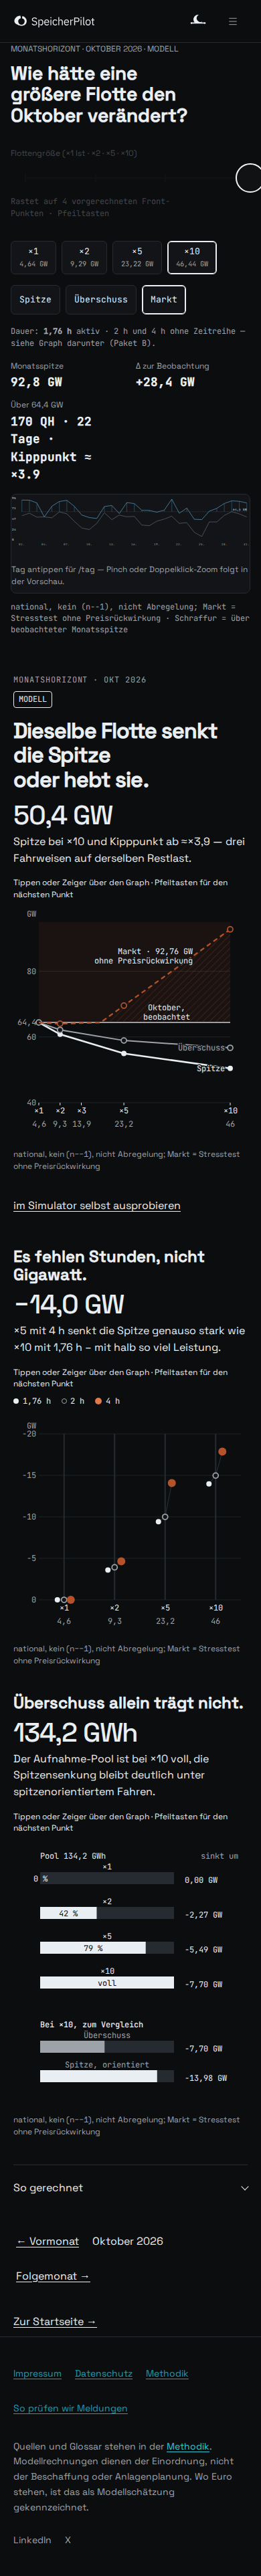 SpeicherPilot
MONATSHORIZONT · OKTOBER 2026 · MODELL
Wie hätte eine
größere Flotte den
Oktober verändert?
Flottengröße (×1 Ist · ×2 · ×5 · ×10)
Rastet auf 4 vorgerechneten Front-
Punkten · Pfeiltasten
×1 ×2 ×5 ×10
4,64 GW 9,29 GW 23,22 GW 46,44 GW
Spitze Überschuss Markt
Dauer: 1,76 h aktiv · 2 h und 4 h ohne Zeitreihe —
siehe Graph darunter (Paket B).
Monatsspitze Δ zur Beobachtung
92,8 GW +28,4 GW
Über 64,4 GW
170 QH · 22
Tage ·
Kipppunkt ≈
×3.9
Tag antippen für /tag — Pinch oder Doppelklick-Zoom folgt in
der Vorschau.
national, kein (n−1), nicht Abregelung; Markt =
Stresstest ohne Preisrückwirkung · Schraffur = über
beobachteter Monatsspitze
MONATSHORIZONT · OKT 2026
MODELL
Dieselbe Flotte senkt
die Spitze
oder hebt sie.
50,4 GW
Spitze bei ×10 und Kipppunkt ab ≈×3,9 — drei
Fahrweisen auf derselben Restlast.
Tippen oder Zeiger über den Graph · Pfeiltasten für den
nächsten Punkt
GW
Markt · 92,76 GW
ohne Preisrückwirkung
80
Oktober,
beobachtet
64,4
60
Überschuss
Spitze
40
×1 ×2 ×3 ×5 ×10
4,6 9,3 13,9 23,2 46
national, kein (n−1), nicht Abregelung; Markt = Stresstest
ohne Preisrückwirkung
im Simulator selbst ausprobieren
Es fehlen Stunden, nicht
Gigawatt.
−14,0 GW
×5 mit 4 h senkt die Spitze genauso stark wie
×10 mit 1,76 h – mit halb so viel Leistung.
Tippen oder Zeiger über den Graph · Pfeiltasten für den
nächsten Punkt
1,76 h 2 h 4 h
GW
-20
-15
-10
-5
0
×1 ×2 ×5 ×10
4,6 9,3 23,2 46
national, kein (n−1), nicht Abregelung; Markt = Stresstest
ohne Preisrückwirkung
Überschuss allein trägt nicht.
134,2 GWh
Der Aufnahme-Pool ist bei ×10 voll, die
Spitzensenkung bleibt deutlich unter
spitzenorientiertem Fahren.
Tippen oder Zeiger über den Graph · Pfeiltasten für den
nächsten Punkt
Pool 134,2 GWh sinkt um
×1
0 % 0,00 GW
×2
42 % -2,27 GW
×5
79 % -5,49 GW
×10
voll -7,70 GW
Bei ×10, zum Vergleich
Überschuss
-7,70 GW
Spitze, orientiert
-13,98 GW
national, kein (n−1), nicht Abregelung; Markt = Stresstest
ohne Preisrückwirkung
So gerechnet
← Vormonat Oktober 2026
Folgemonat →
Zur Startseite →
Impressum Datenschutz Methodik
So prüfen wir Meldungen
Quellen und Glossar stehen in der Methodik.
Modellrechnungen dienen der Einordnung, nicht
der Beschaffung oder Anlagenplanung. Wo Euro
stehen, ist das als Modellschätzung
gekennzeichnet.
LinkedIn X